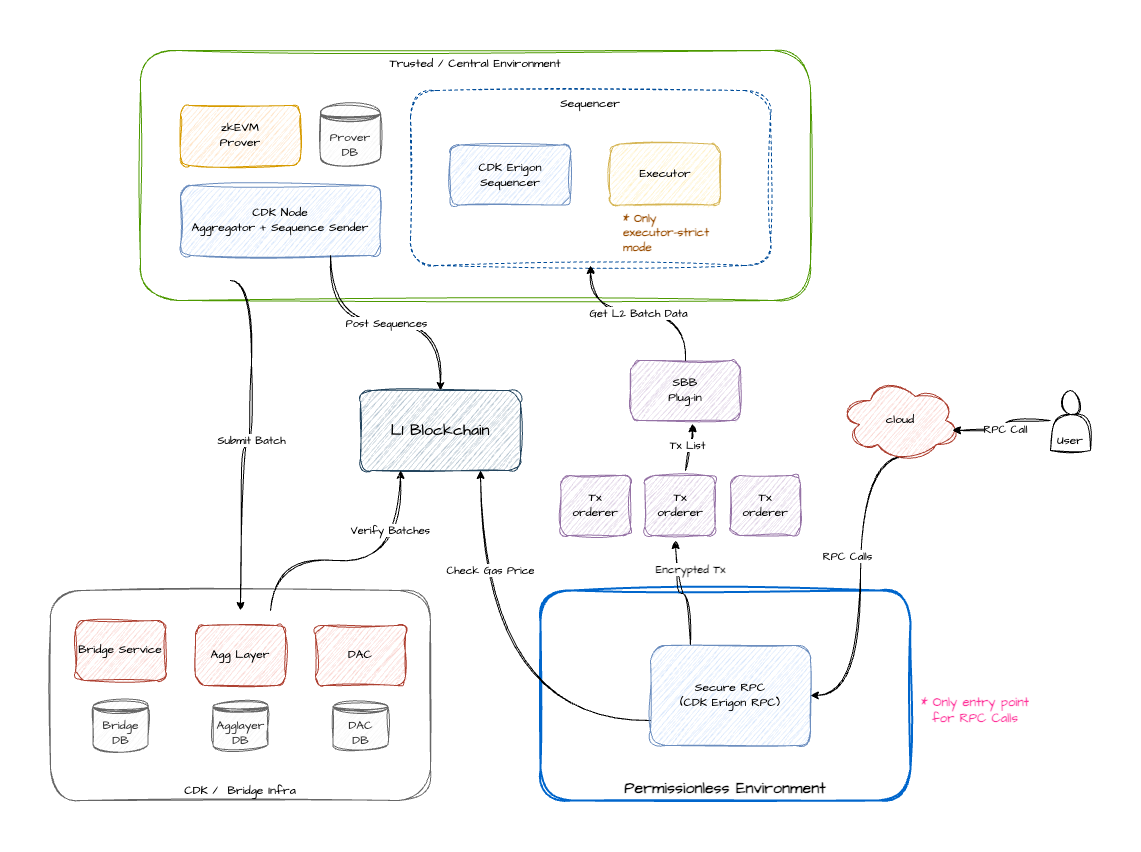 Trusted / Central Environment
Sequencer
zkEVM
Prover
Prover
DB
CDK Erigon
Sequencer
Executor
CDK Node
Aggregator + Sequence Sender
* Only
executor-strict
mode
Post Sequences
Get L2 Batch Data
SBB
Plug-in
cloud
RPC Call
User
L1 Blockchain
Submit Batch
Tx List
Tx
orderer
Tx
orderer
Tx
orderer
Verify Batches
Check Gas Price
Encrypted Tx
RPC Calls
Bridge Service
Agg Layer
DAC
Bridge
DB
Agglayer
DB
DAC
DB
CDK / Bridge Infra
Secure RPC
(CDK Erigon RPC)
* Only entry point
for RPC Calls
Permissionless Environment